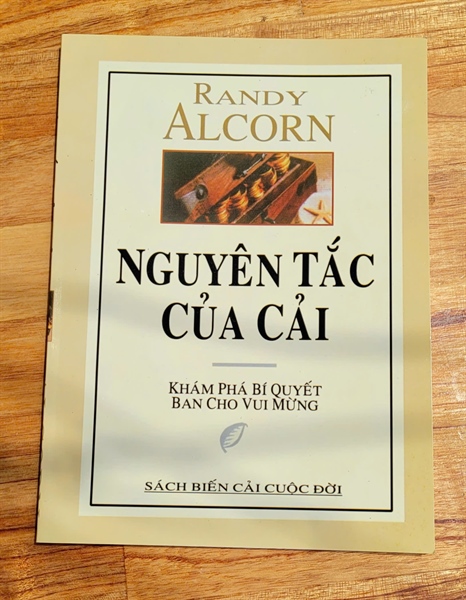 RANDY
ALCORN
NGUYÊN TẮC
CỦA CẢI
KHÁM PHÁ BÍ QUYẾT
BAN CHO VUI MỪNG
SÁCH BIẾN CẢI CUỘC ĐỜI